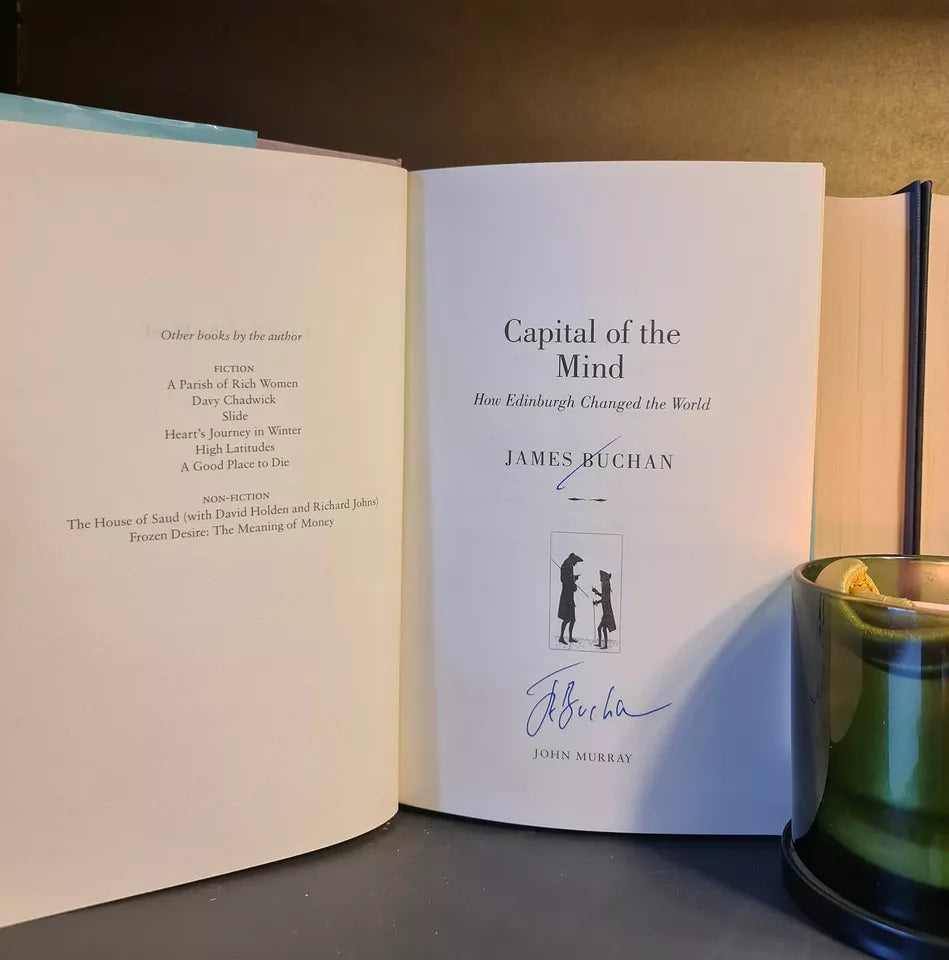 Other books by the author
FICTION
A Parish of Rich Women
Davy Chadwick
Slide
Heart's Journey in Winter
High Latitudes
A Good Place to Die
NON-FICTION
The House of Saud (with David Holden and Richard Johns)
Frozen Desire: The Meaning of Money
Capital of the
Mind
How Edinburgh Changed the World
JAMES BUCHAN
JBuchan
JOHN MURRAY